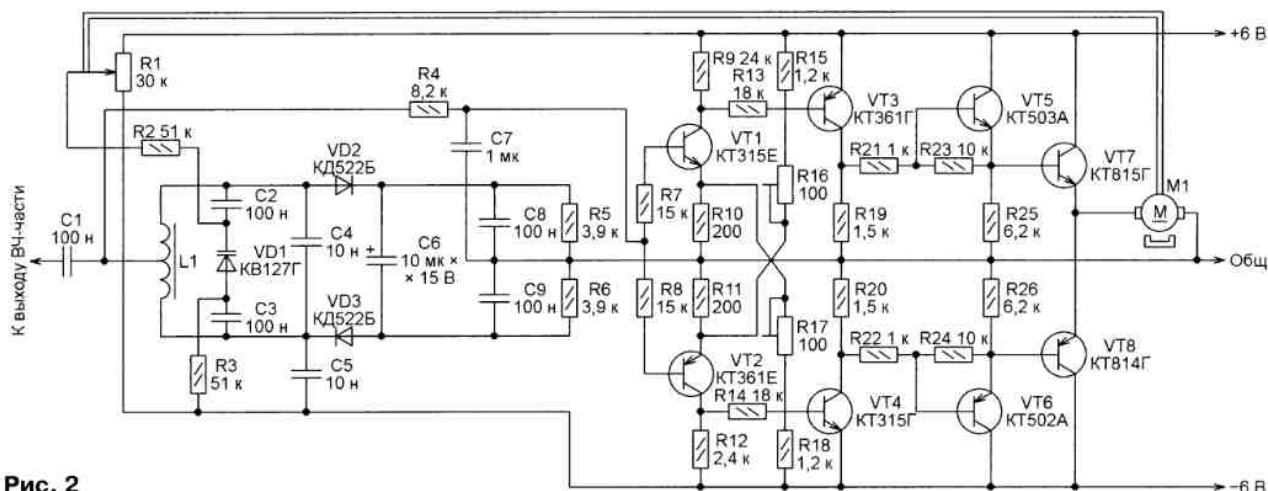 +6 В
R1
30 к
R2 51 к
R4
8,2 к
C7
1 мк
R9 24 к
R13
18 к
R15
1,2 к
VT1
КТ315Е
VT3
КТ361Г
VT5
КТ503А
VT7
КТ815Г
M1
M
R21 1 к
R23 10 к
R16
100
R7
15 к
R10
200
R19
1,5 к
R25
6,2 к
К выходу ВЧ-части
C1
100 н
L1
C2
100 н
VD1
КВ127Г
C3
100 н
VD2
КД522Б
C4
10 н
+
C6
10 мк ×
× 15 В
VD3
КД522Б
C5
10 н
R3
51 к
C8
100 н
R5
3,9 к
C9
100 н
R6
3,9 к
Общ
R8
15 к
R11
200
R17
100
R20
1,5 к
R26
6,2 к
R22 1 к
R24 10 к
VT2
КТ361Е
R14 18 к
VT4
КТ315Г
VT6
КТ502А
VT8
КТ814Г
R12
2,4 к
R18
1,2 к
−6 В
Рис. 2